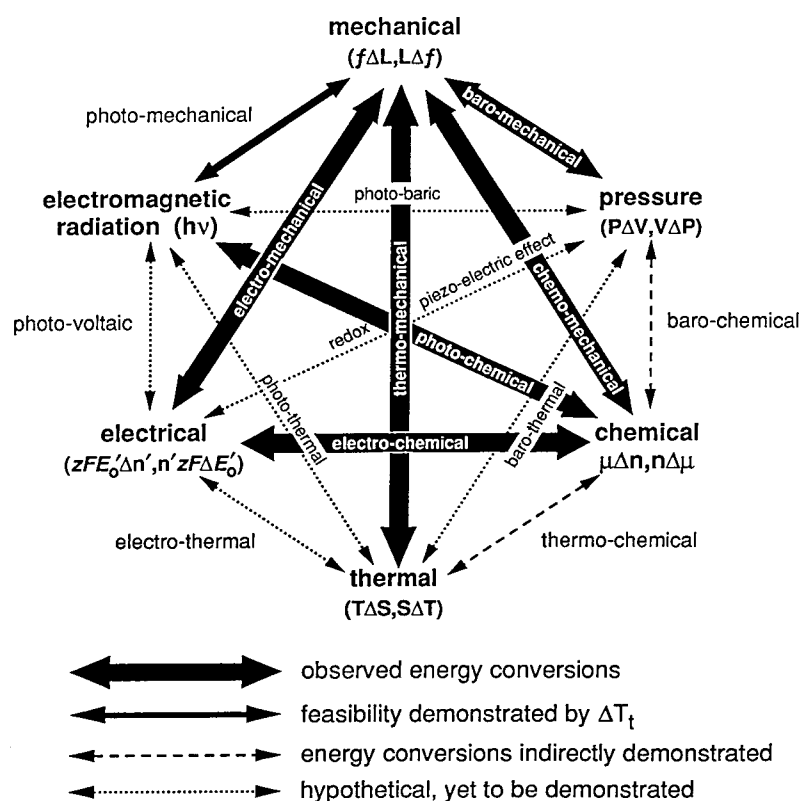 mechanical
(fΔL,LΔf)
photo-mechanical
baro-mechanical
electromagnetic
radiation (hν)
photo-baric
pressure
(PΔV,VΔP)
electro-mechanical
thermo-mechanical
piezo-electric effect
chemo-mechanical
photo-voltaic
redox
photo-chemical
baro-chemical
photo-thermal
baro-thermal
electrical
(zFE₀′Δn′,n′zFΔE₀′)
electro-chemical
chemical
μΔn,nΔμ
electro-thermal
thermo-chemical
thermal
(TΔS,SΔT)
observed energy conversions
feasibility demonstrated by ΔTₜ
energy conversions indirectly demonstrated
hypothetical, yet to be demonstrated